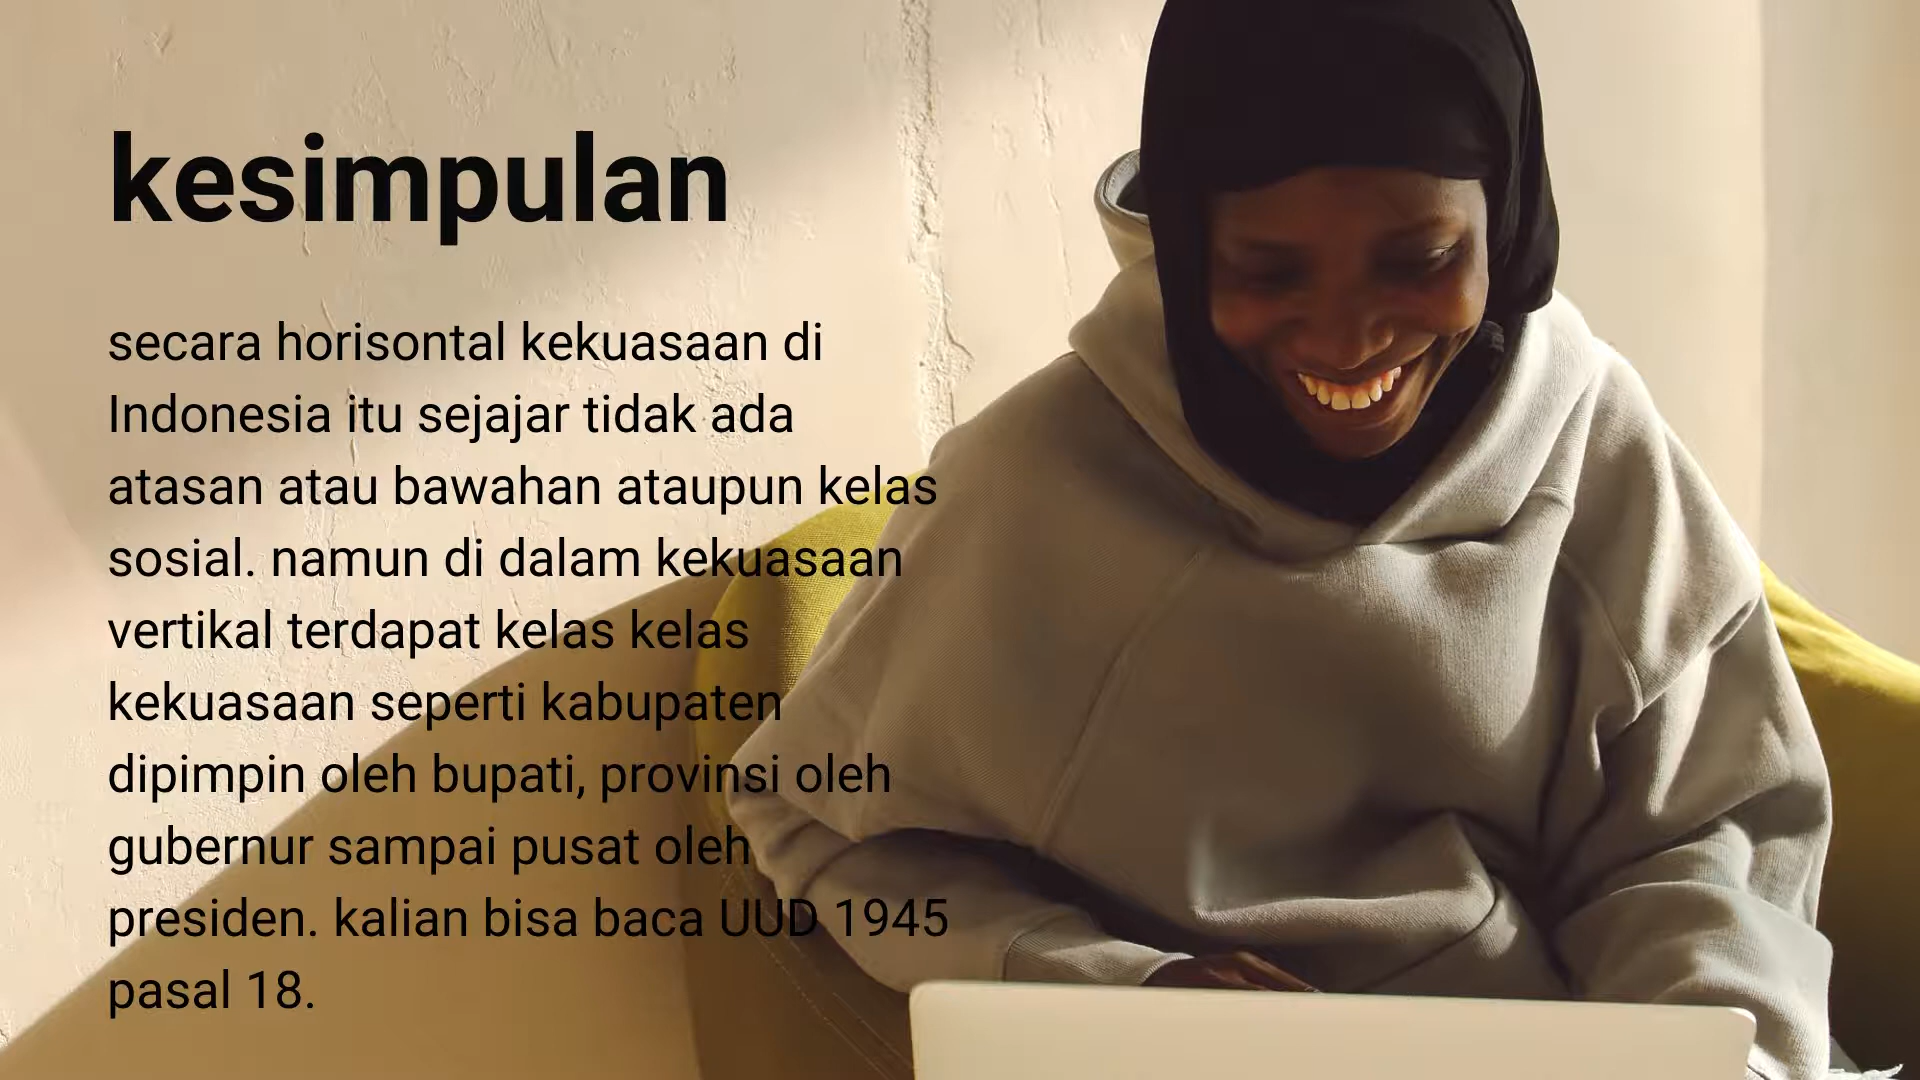 kesimpulan
secara horisontal kekuasaan di
Indonesia itu sejajar tidak ada
atasan atau bawahan ataupun kelas
sosial. namun di dalam kekuasaan
vertikal terdapat kelas kelas
kekuasaan seperti kabupaten
dipimpin oleh bupati, provinsi oleh
gubernur sampai pusat oleh
presiden. kalian bisa baca UUD 1945
pasal 18.